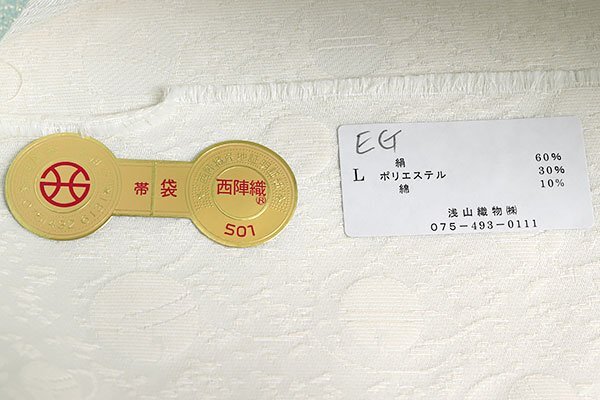 帯 袋
西陣織®
501
EG
絹 60%
L ポリエステル 30%
綿 10%
浅山織物㈱
075-493-0111